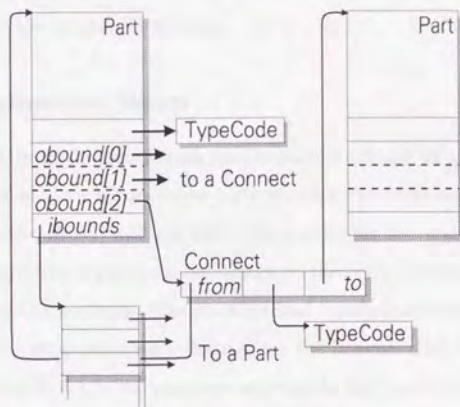 Part
Part
TypeCode
obound[0]
obound[1]
to a Connect
obound[2]
ibounds
Connect
from
to
TypeCode
To a Part